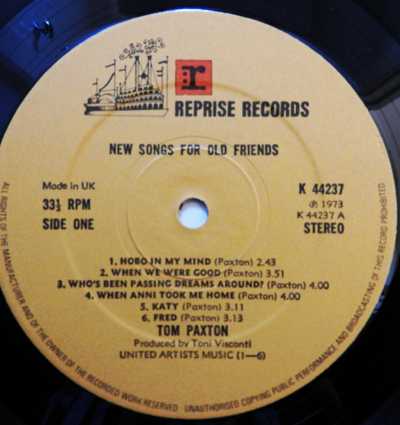 r
REPRISE RECORDS
NEW SONGS FOR OLD FRIENDS
Made in UK
33⅓ RPM
SIDE ONE
K 44237
℗ 1973
K 44237 A
STEREO
1. HOBO IN MY MIND (Paxton) 2.43
2. WHEN WE WERE GOOD (Paxton) 3.51
3. WHO'S BEEN PASSING DREAMS AROUND? (Paxton) 4.00
4. WHEN ANNI TOOK ME HOME (Paxton) 4.00
5. KATY (Paxton) 3.11
6. FRED (Paxton) 3.13
TOM PAXTON
Produced by Toni Visconti
UNITED ARTISTS MUSIC (1—6)
ALL RIGHTS OF THE MANUFACTURER AND OF THE OWNER OF THE RECORDED WORK RESERVED UNAUTHORISED COPYING PUBLIC PERFORMANCE AND BROADCASTING OF THIS RECORD PROHIBITED